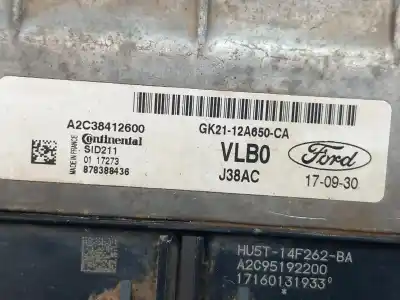 A2C38412600
GK21-12A650-CA
MADE IN FRANCE
Continental
SID211
01 17273
878388436
VLB0
J38AC
Ford
17-09-30
HU5T-14F262-BA
A2C95192200
17160131933